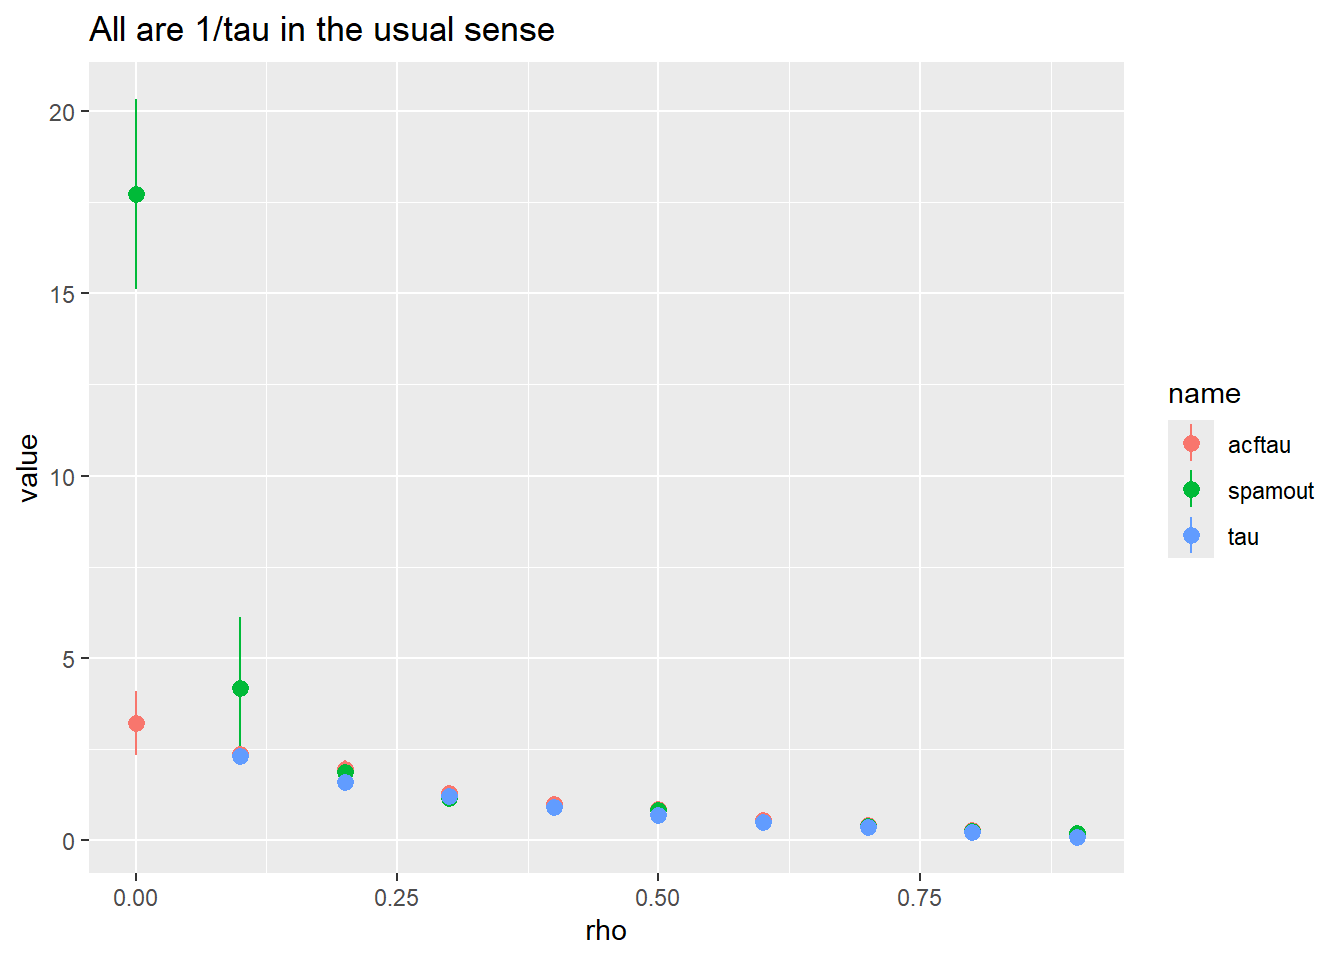 All are 1/tau in the usual sense
20
15
10
5
0
value
0.00
0.25
0.50
0.75
rho
name
acftau
spamout
tau